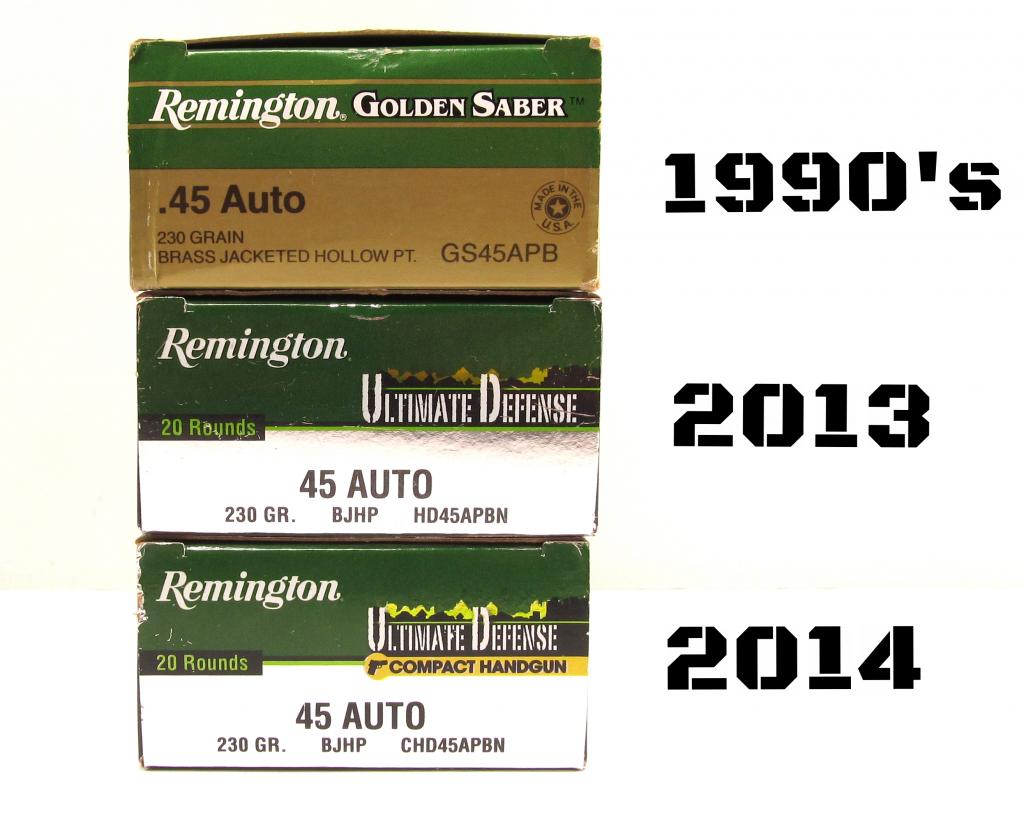 Remington® GOLDEN SABER™
.45 Auto
230 GRAIN
BRASS JACKETED HOLLOW PT. GS45APB
MADE IN THE U.S.A.
1990's
Remington®
ULTIMATE DEFENSE
20 Rounds
45 AUTO
230 GR. BJHP HD45APBN
2013
Remington
ULTIMATE DEFENSE
COMPACT HANDGUN
20 Rounds
45 AUTO
230 GR. BJHP CHD45APBN
2014